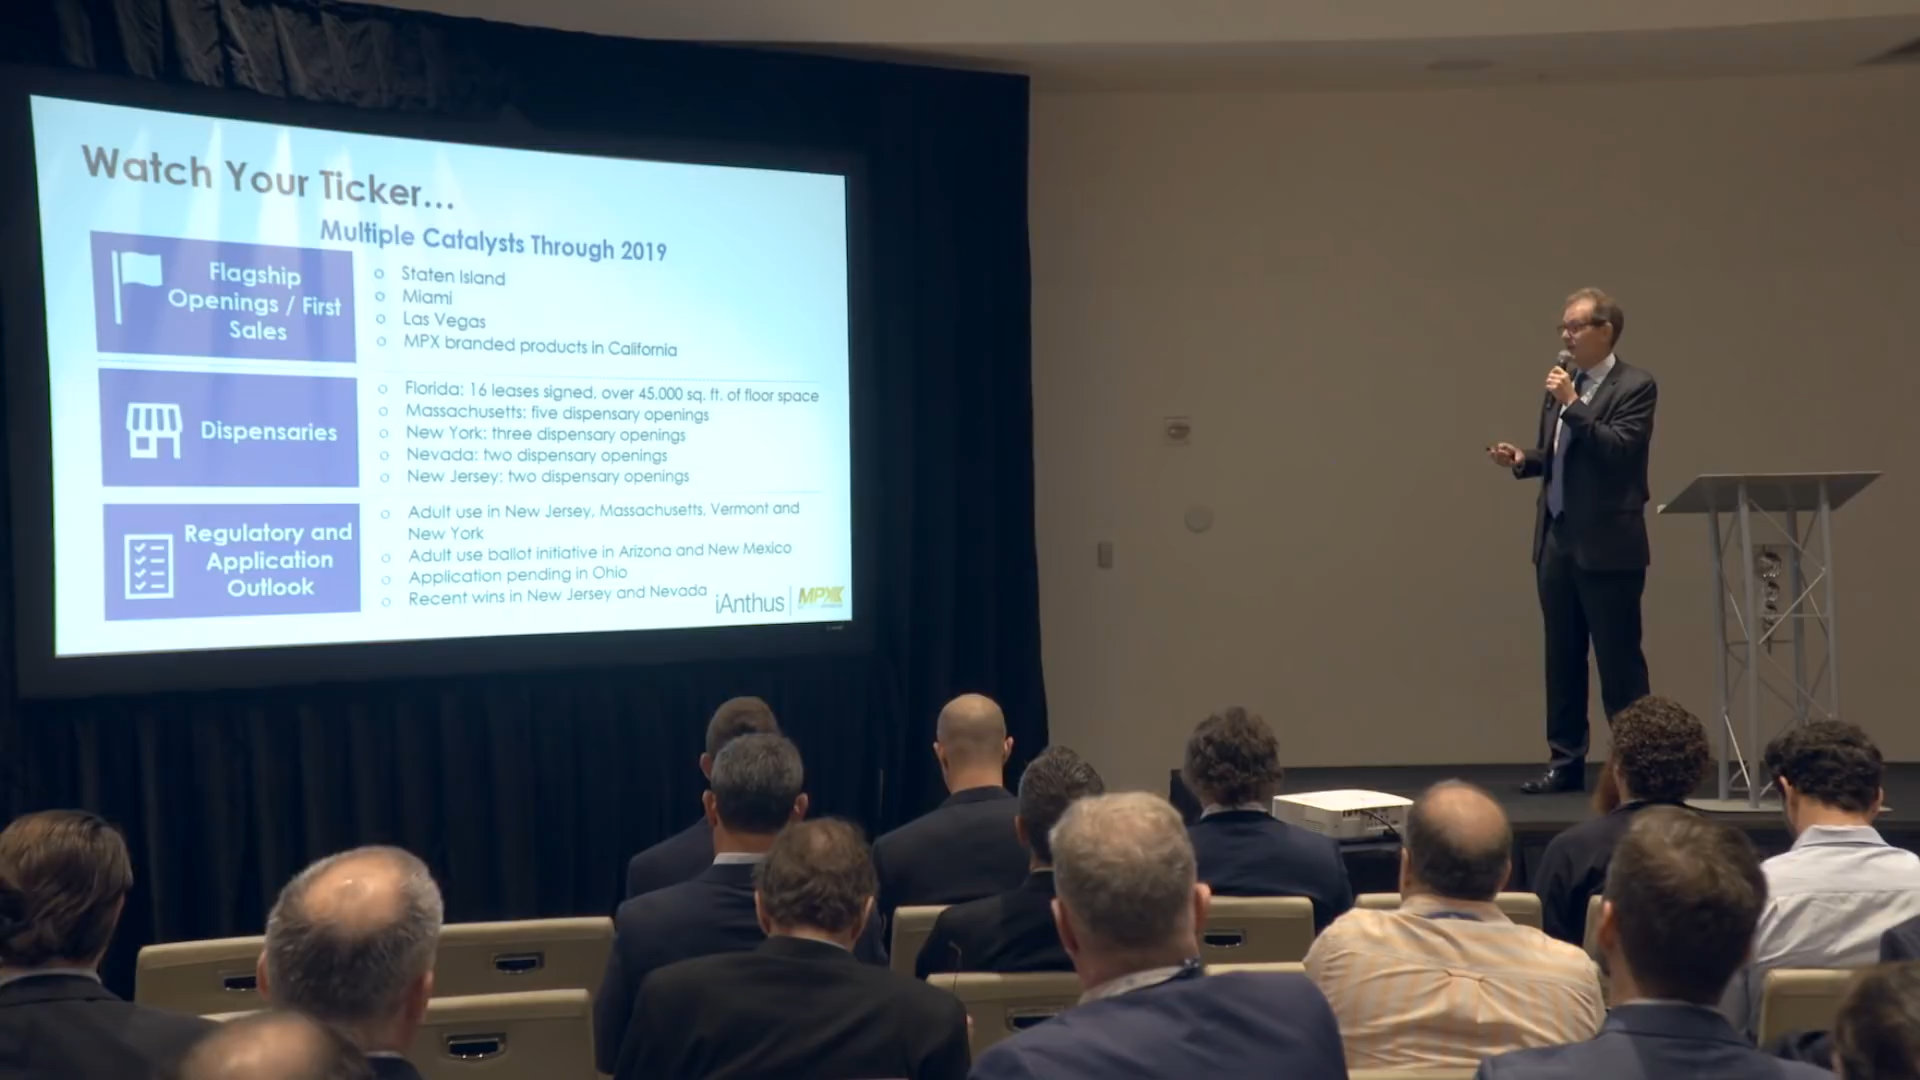 Watch Your Ticker...
Multiple Catalysts Through 2019
Flagship
Openings / First
Sales
o Staten Island
o Miami
o Las Vegas
o MPX branded products in California
Dispensaries
o Florida: 16 leases signed, over 45,000 sq. ft. of floor space
o Massachusetts: five dispensary openings
o New York: three dispensary openings
o Nevada: two dispensary openings
o New Jersey: two dispensary openings
Regulatory and
Application
Outlook
o Adult use in New Jersey, Massachusetts, Vermont and
New York
o Adult use ballot initiative in Arizona and New Mexico
o Application pending in Ohio
o Recent wins in New Jersey and Nevada
iAnthus
MPX